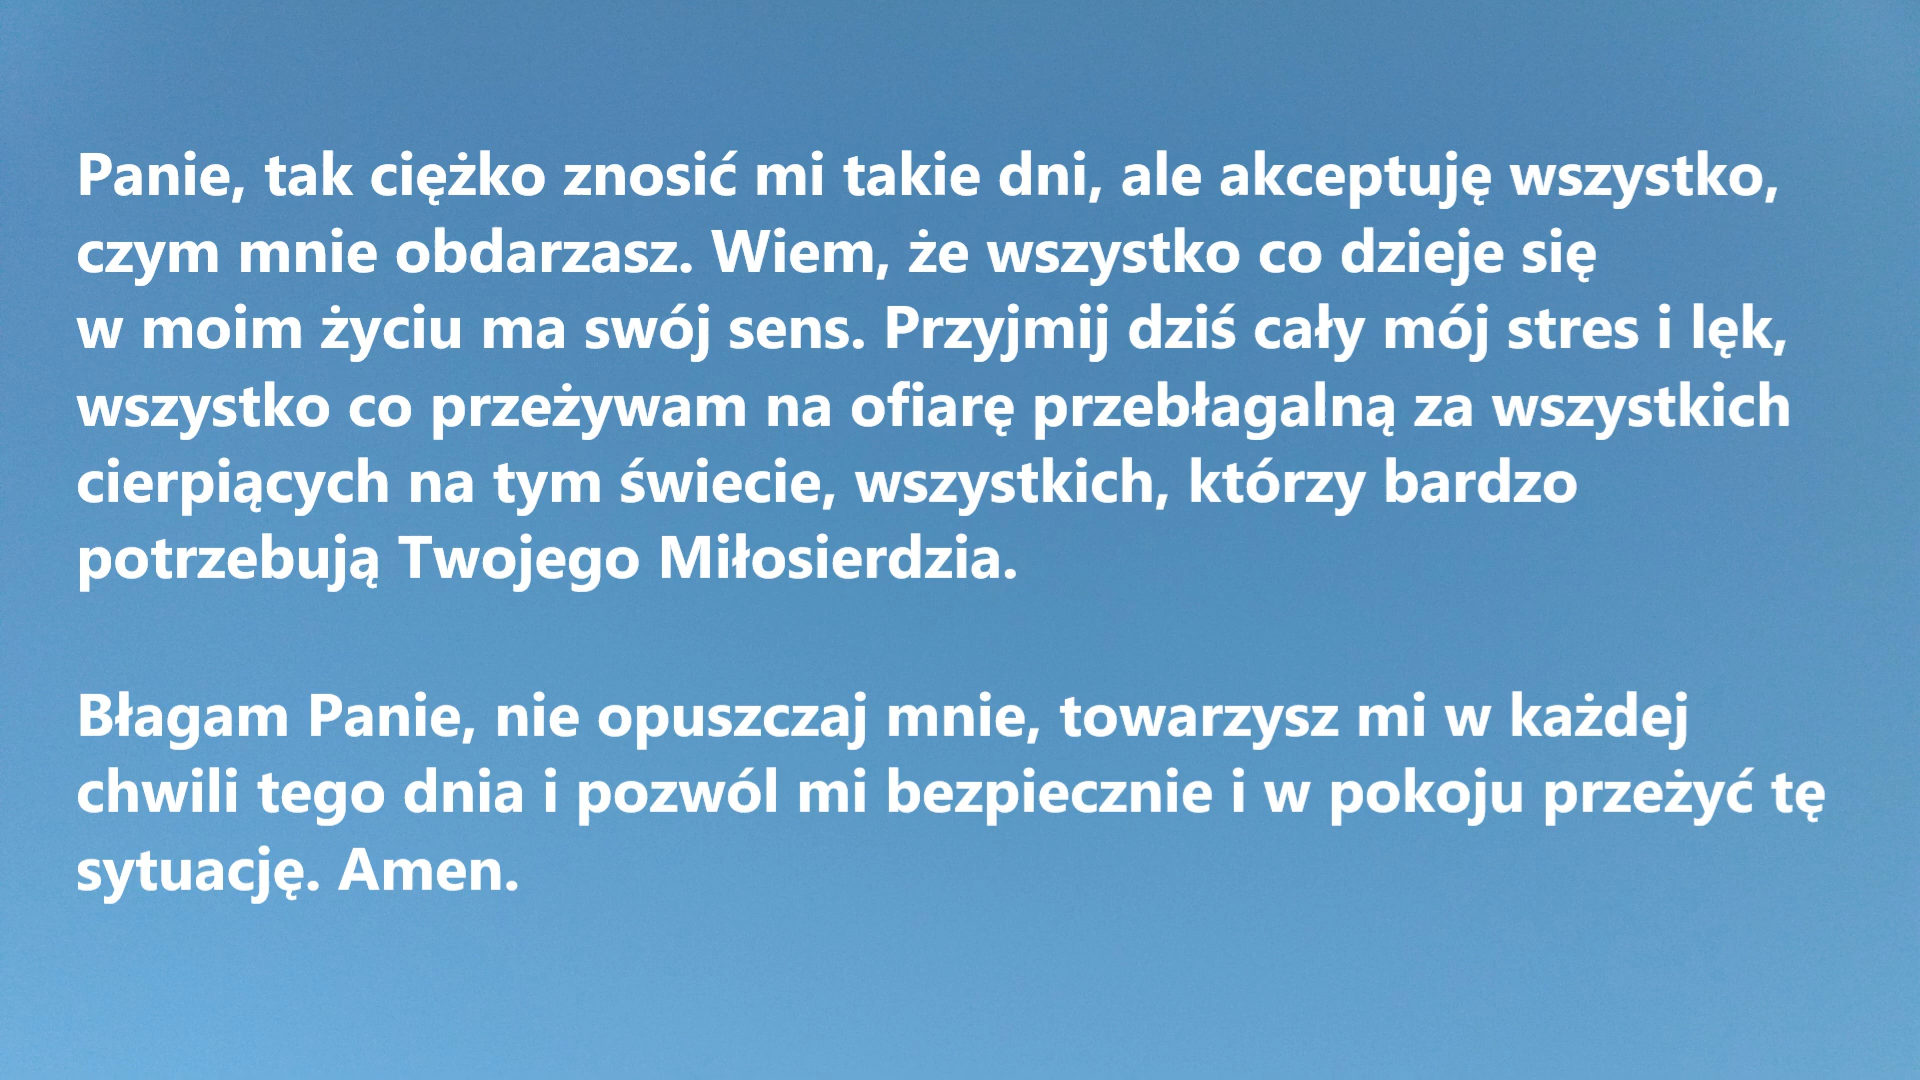 Panie, tak ciężko znosić mi takie dni, ale akceptuję wszystko,
czym mnie obdarzasz. Wiem, że wszystko co dzieje się
w moim życiu ma swój sens. Przyjmij dziś cały mój stres i lęk,
wszystko co przeżywam na ofiarę przebłagalną za wszystkich
cierpiących na tym świecie, wszystkich, którzy bardzo
potrzebują Twojego Miłosierdzia.
Błagam Panie, nie opuszczaj mnie, towarzysz mi w każdej
chwili tego dnia i pozwól mi bezpiecznie i w pokoju przeżyć tę
sytuację. Amen.